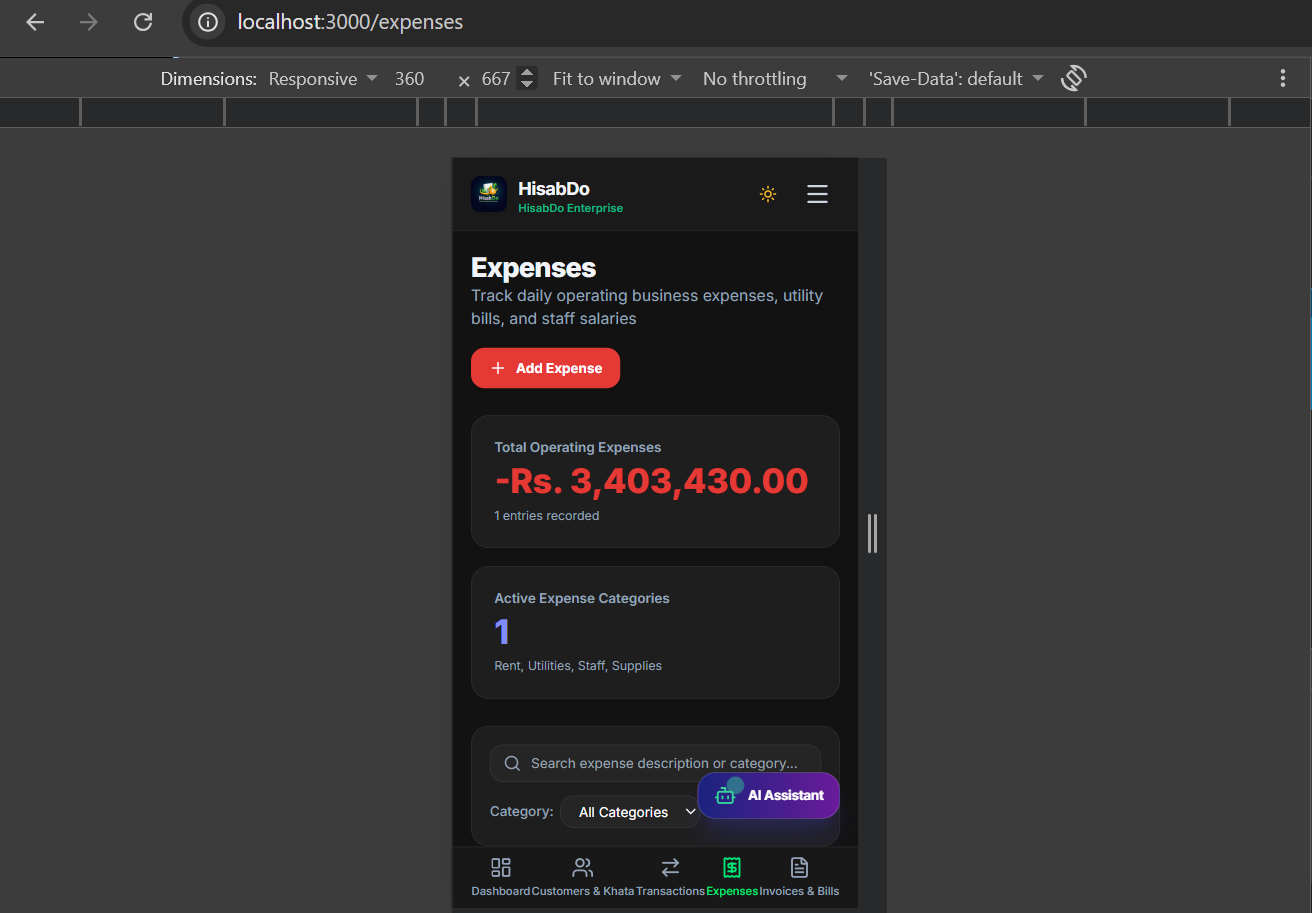 localhost:3000/expenses
Dimensions: Responsive 360 × 667 Fit to window No throttling 'Save-Data': default
HisabDo
HisabDo Enterprise
Expenses
Track daily operating business expenses, utility
bills, and staff salaries
+ Add Expense
Total Operating Expenses
-Rs. 3,403,430.00
1 entries recorded
Active Expense Categories
1
Rent, Utilities, Staff, Supplies
Search expense description or category...
AI Assistant
Category: All Categories
Dashboard Customers & Khata Transactions Expenses Invoices & Bills